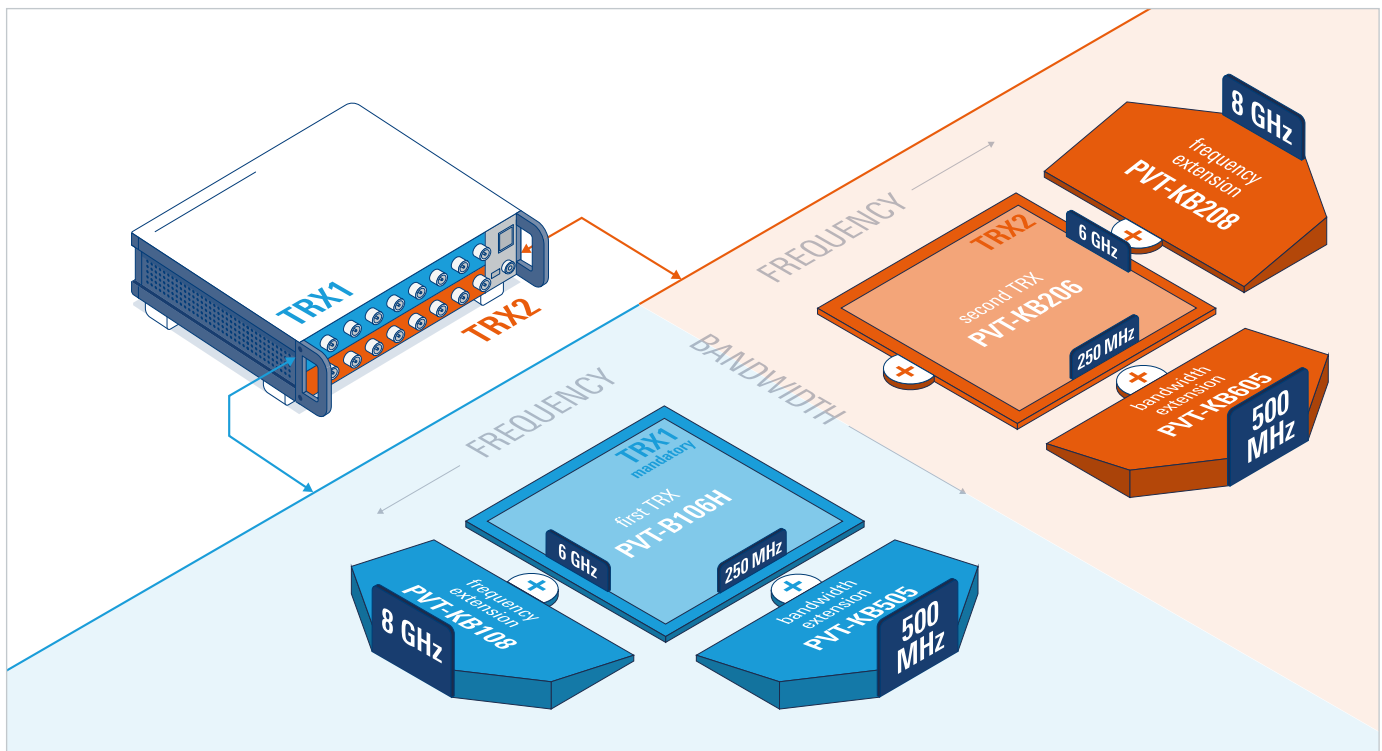 TRX1
TRX2
FREQUENCY
8 GHz
frequency
extension
PVT-KB208
TRX2
6 GHz
second TRX
PVT-KB206
250 MHz
bandwidth
extension
PVT-KB605
500
MHz
BANDWIDTH
FREQUENCY
TRX1
mandatory
first TRX
PVT-B106H
6 GHz
250 MHz
frequency
extension
PVT-KB108
8 GHz
bandwidth
extension
PVT-KB505
500
MHz